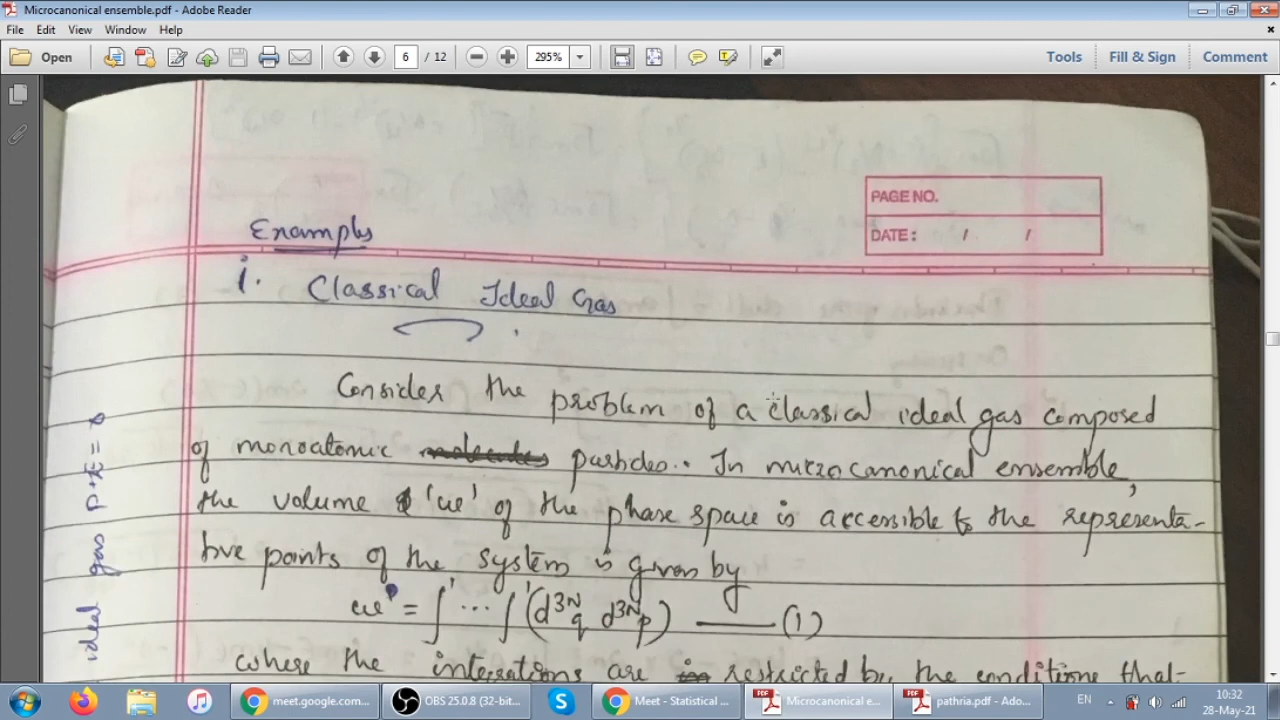 Microcanonical ensemble.pdf - Adobe Reader
File Edit View Window Help
Open 6 / 12 295% Tools Fill & Sign Comment
PAGE NO.
DATE: / /
Examples
1. Classical Ideal Gas
Consider the problem of a classical ideal gas composed
of monoatomic particles. In microcanonical ensemble,
the volume 'ω' of the phase space is accessible to the representa-
tive points of the system is given by
ω = ∫' ... ∫' (d³ᴺq d³ᴺp) —— (1)
where the integrations are restricted by the conditions that-
ideal gas P.E = 0
meet.google.com... OBS 25.0.8 (32-bit... Meet - Statistical ... Microcanonical e... pathria.pdf - Ado... EN 10:32
28-May-21